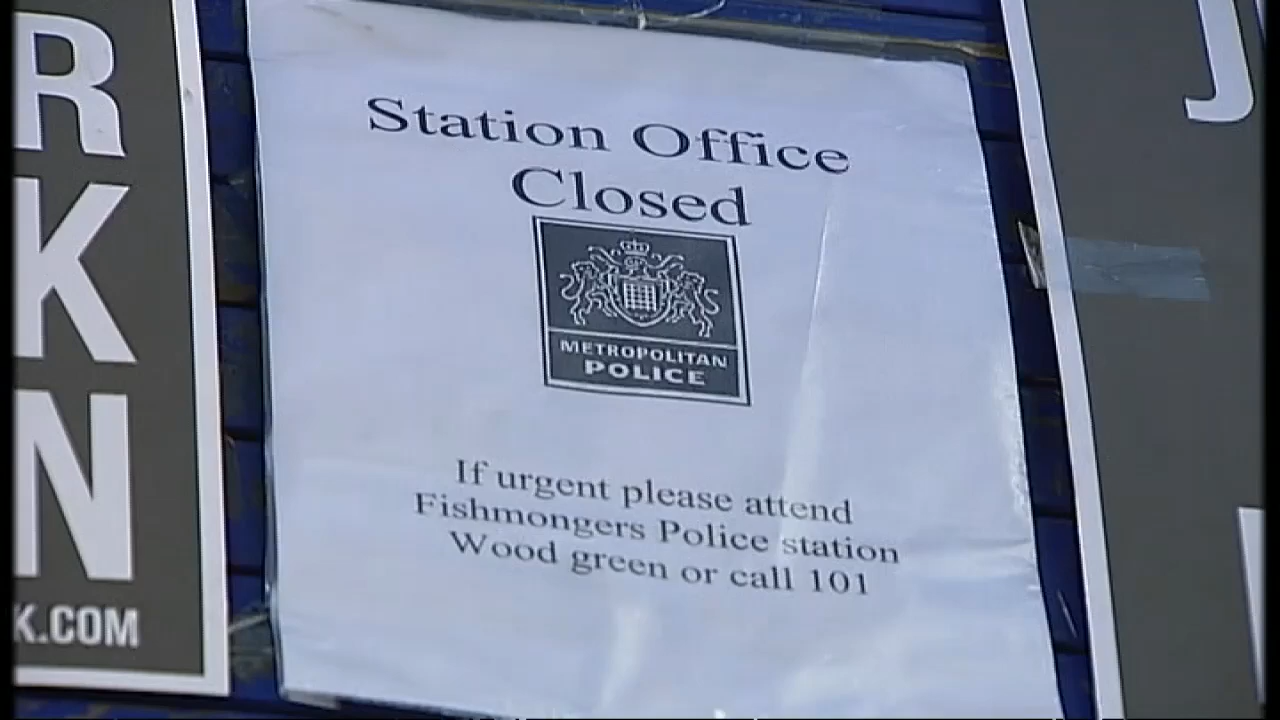 R
K
N
K.COM
Station Office
Closed
METROPOLITAN
POLICE
If urgent please attend
Fishmongers Police station
Wood green or call 101
J